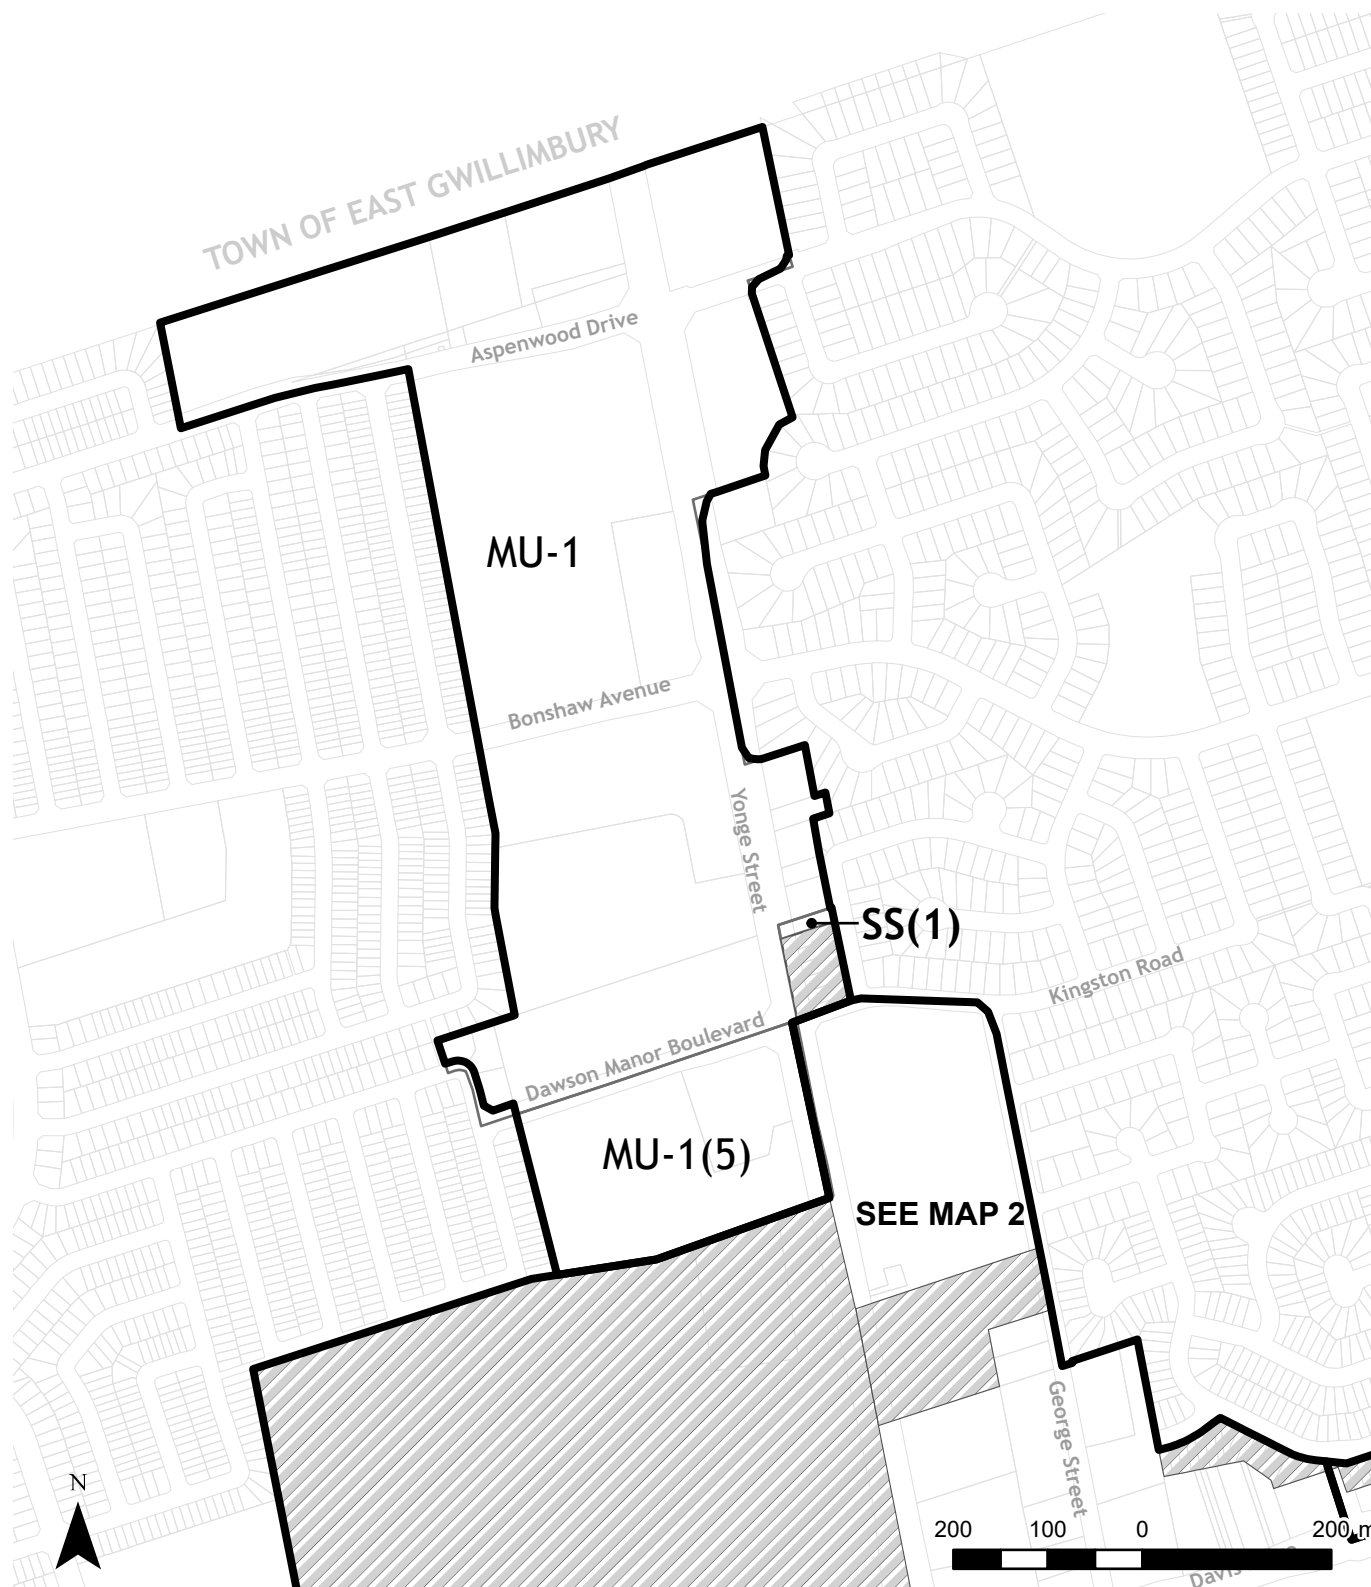 TOWN OF EAST GWILLIMBURY
Aspenwood Drive
MU-1
Bonshaw Avenue
Yonge Street
SS(1)
Kingston Road
Dawson Manor Boulevard
MU-1(5)
SEE MAP 2
George Street
N
200 100 0 200 m